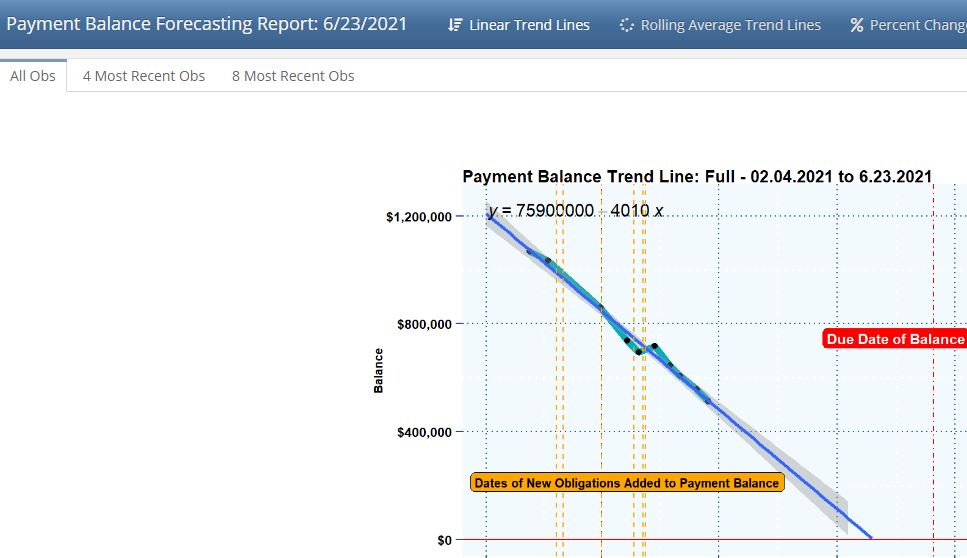 Payment Balance Forecasting Report: 6/23/2021
Linear Trend Lines
Rolling Average Trend Lines
% Percent Chang
All Obs
4 Most Recent Obs
8 Most Recent Obs
Payment Balance Trend Line: Full - 02.04.2021 to 6.23.2021
y = 75900000 - 4010 x
$1,200,000
$800,000
Due Date of Balance
Balance
$400,000
Dates of New Obligations Added to Payment Balance
$0